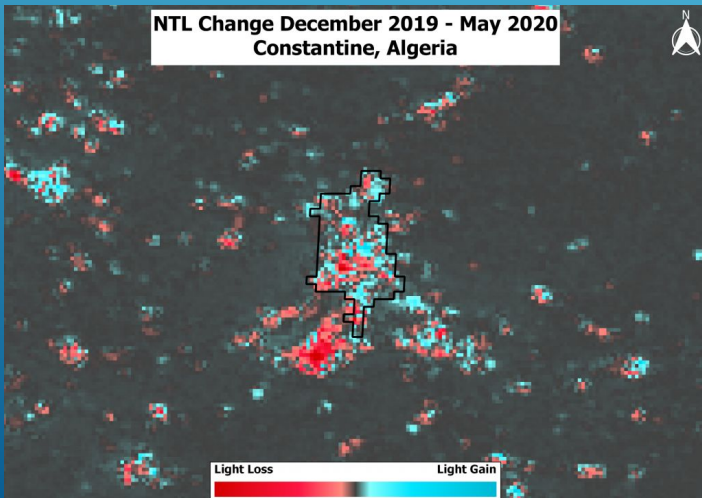 NTL Change December 2019 - May 2020
Constantine, Algeria
N
Light Loss
Light Gain